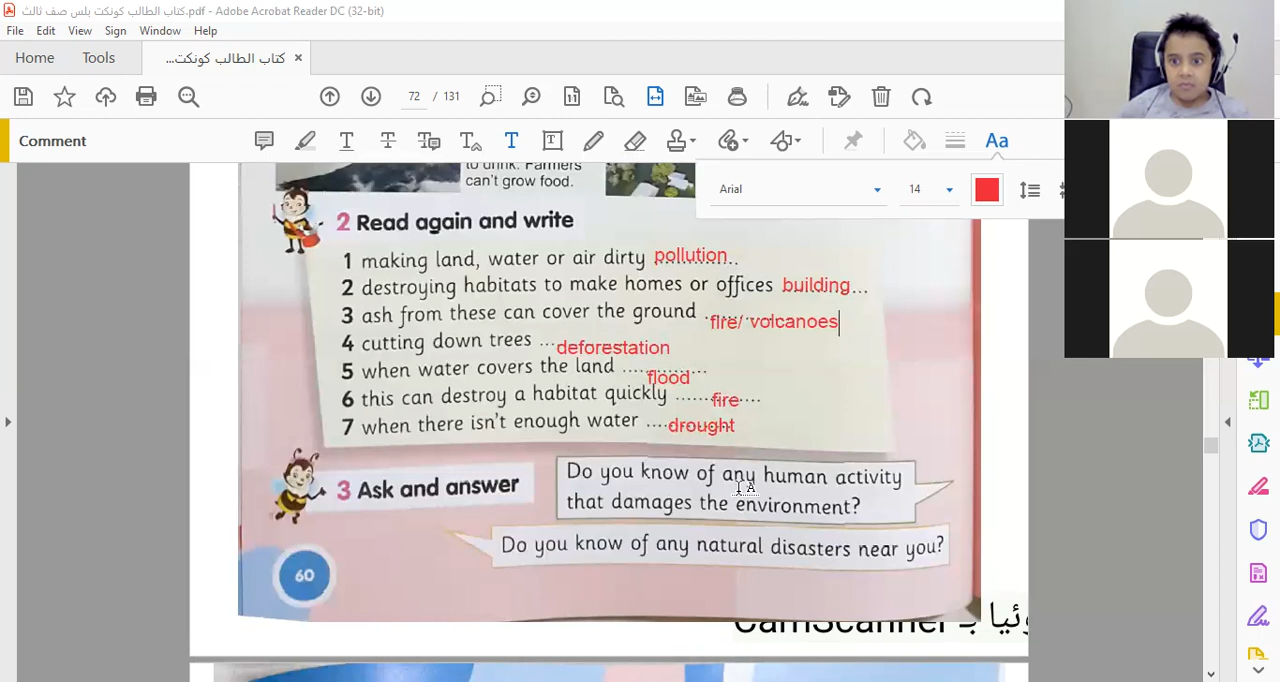 كتاب الطالب كونكت بلس صف ثالث.pdf - Adobe Acrobat Reader DC (32-bit)
File Edit View Sign Window Help
Home Tools كتاب الطالب كونكت... ×
72 / 131
Comment
Aa
Arial 14
to drink. Farmers
can't grow food.
2 Read again and write
1 making land, water or air dirty pollution
2 destroying habitats to make homes or offices building...
3 ash from these can cover the ground fire/ volcanoes
4 cutting down trees ... deforestation
5 when water covers the land .............. flood
6 this can destroy a habitat quickly ........ fire ....
7 when there isn't enough water .... drought
3 Ask and answer
Do you know of any human activity
that damages the environment?
Do you know of any natural disasters near you?
60
CamScanner